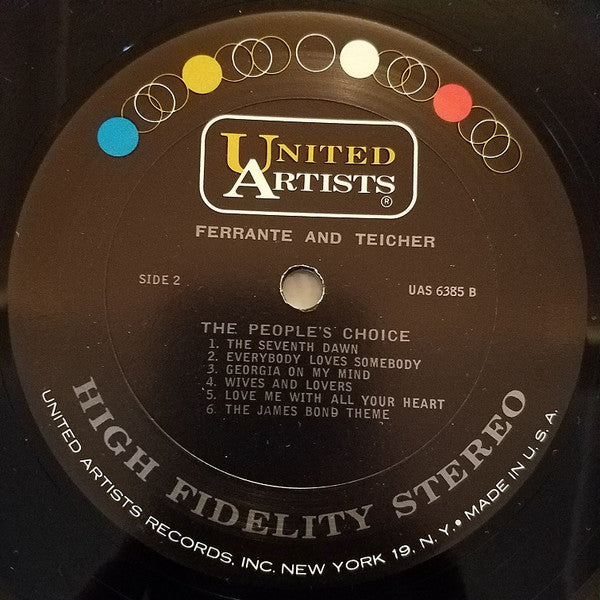 UNITED
ARTISTS
®
FERRANTE AND TEICHER
SIDE 2
UAS 6385 B
THE PEOPLE'S CHOICE
1. THE SEVENTH DAWN
2. EVERYBODY LOVES SOMEBODY
3. GEORGIA ON MY MIND
4. WIVES AND LOVERS
5. LOVE ME WITH ALL YOUR HEART
6. THE JAMES BOND THEME
HIGH FIDELITY STEREO
UNITED ARTISTS RECORDS, INC. NEW YORK 19, N.Y. • MADE IN U.S.A.